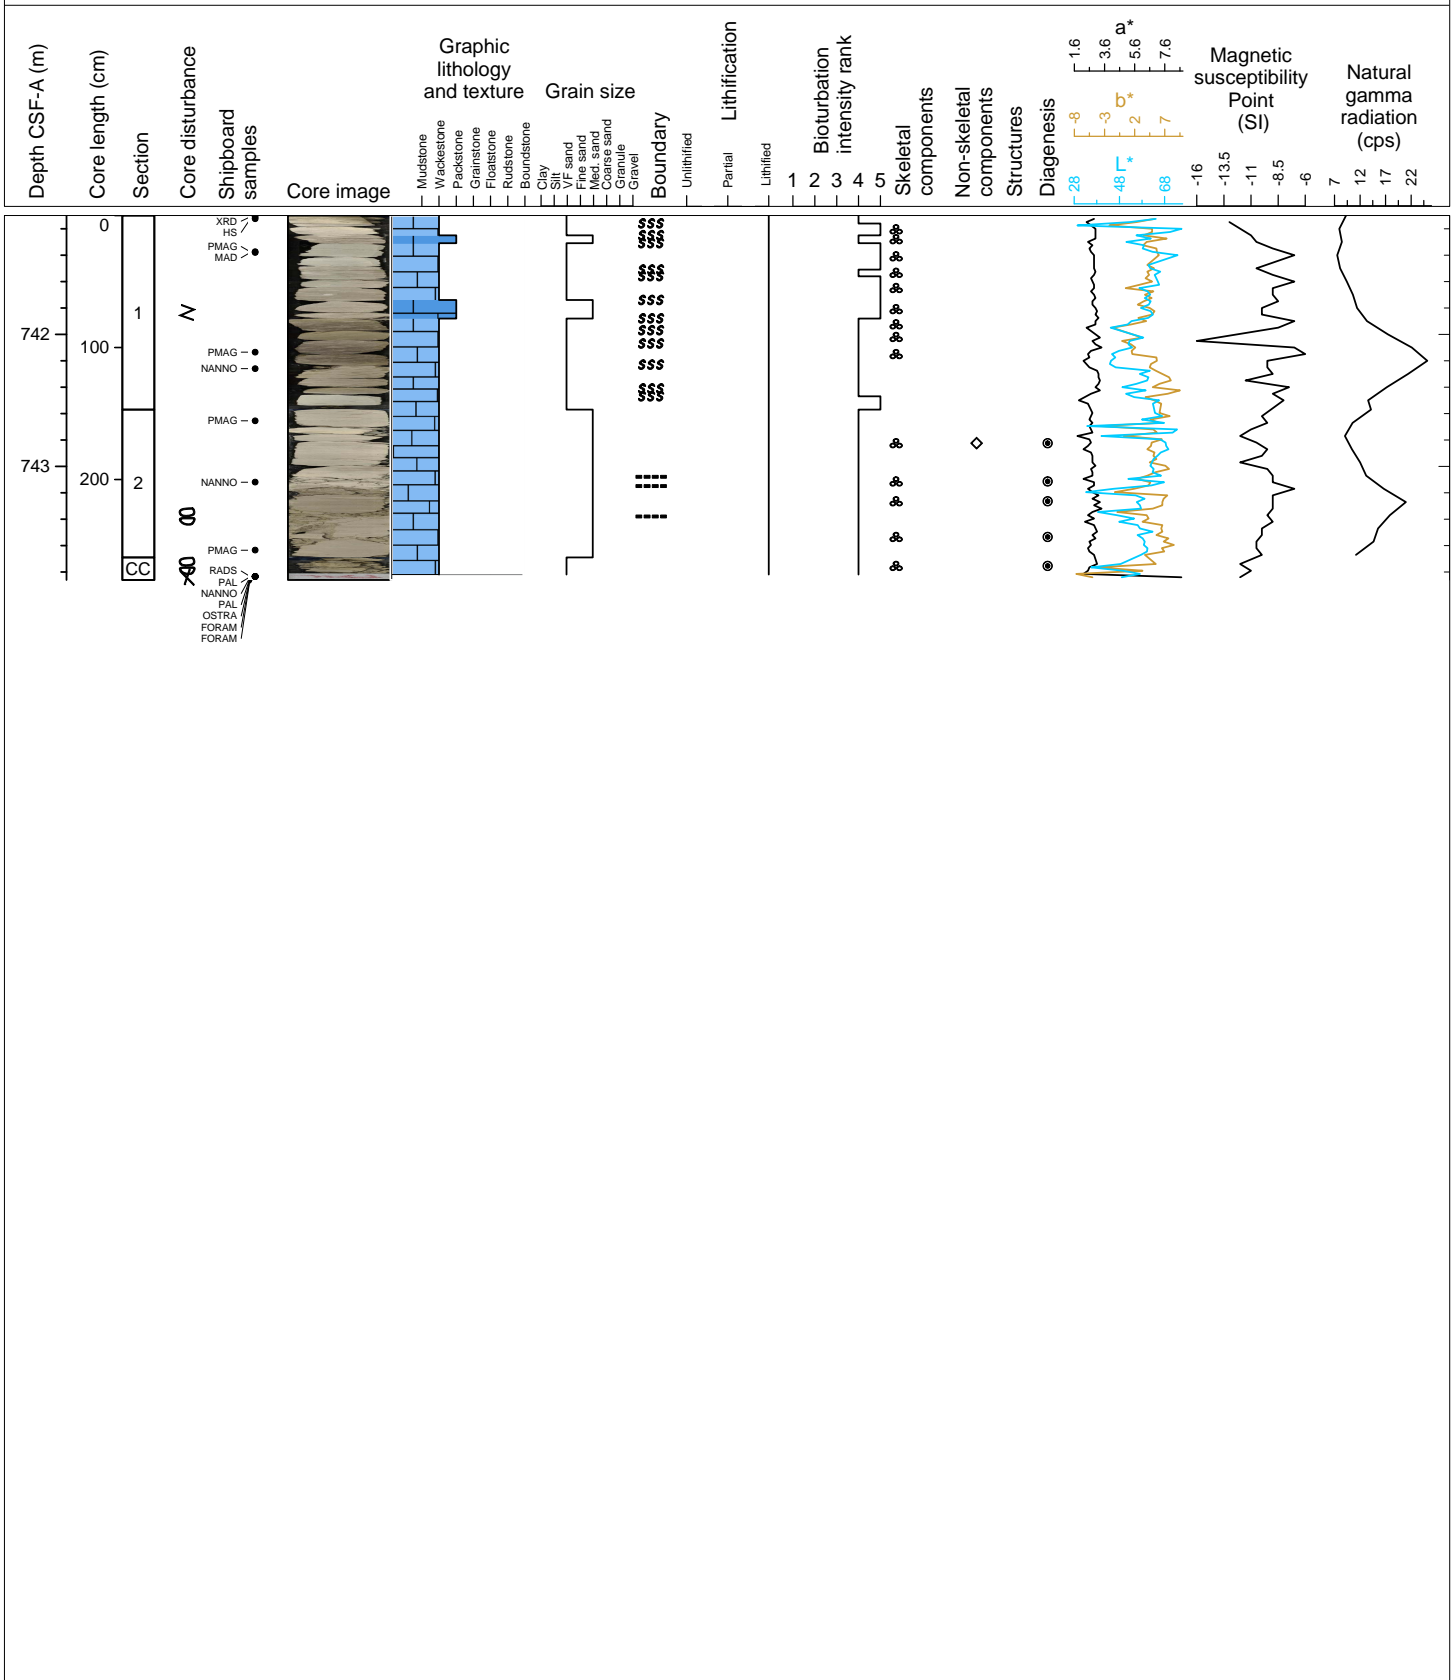 Depth CSF-A (m)
Core length (cm)
Section
Core disturbance
Shipboard
samples
Core image
Graphic
lithology
and texture
Mudstone
Wackestone
Packstone
Grainstone
Floatstone
Rudstone
Boundstone
Grain size
Clay
Silt
VF sand
Fine sand
Med. sand
Coarse sand
Granule
Gravel
Boundary
Lithification
Unlithified
Partial
Lithified
Bioturbation
intensity rank
1 2 3 4 5
Skeletal
components
Non-skeletal
components
Structures
Diagenesis
a*
1.6 3.6 5.6 7.6
b*
-8 -3 2 7
L*
28 48 68
Magnetic
susceptibility
Point
(SI)
-16 -13.5 -11 -8.5 -6
Natural
gamma
radiation
(cps)
7 12 17 22
742
743
0
100
200
1
2
CC
XRD
HS
PMAG
MAD
PMAG
NANNO
PMAG
NANNO
PMAG
RADS
PAL
NANNO
PAL
OSTRA
FORAM
FORAM